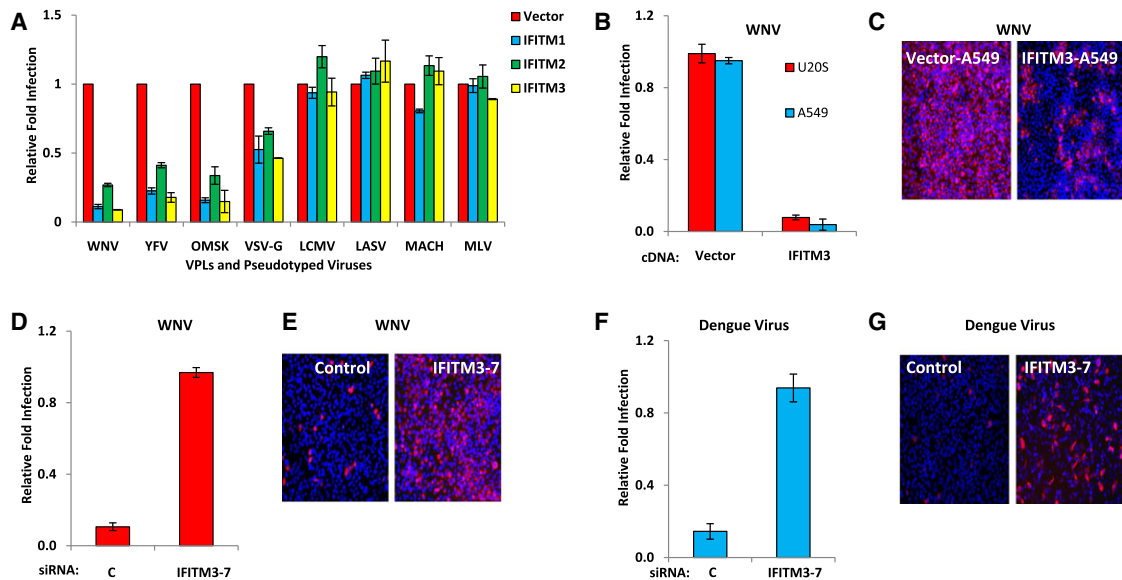 A
Relative Fold Infection
1.5
1
0.5
0
Vector
IFITM1
IFITM2
IFITM3
WNV YFV OMSK VSV-G LCMV LASV MACH MLV
VPLs and Pseudotyped Viruses
B
WNV
Relative Fold Infection
1.2
0.8
0.4
0.0
U20S
A549
cDNA: Vector IFITM3
C
WNV
Vector-A549 IFITM3-A549
D
WNV
Relative Fold Infection
1.2
0.8
0.4
0.0
siRNA: C IFITM3-7
E
WNV
Control IFITM3-7
F
Dengue Virus
Relative Fold Infection
1.2
0.8
0.4
0.0
siRNA: C IFITM3-7
G
Dengue Virus
Control IFITM3-7